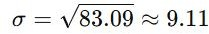 σ = √83.09 ≈ 9.11